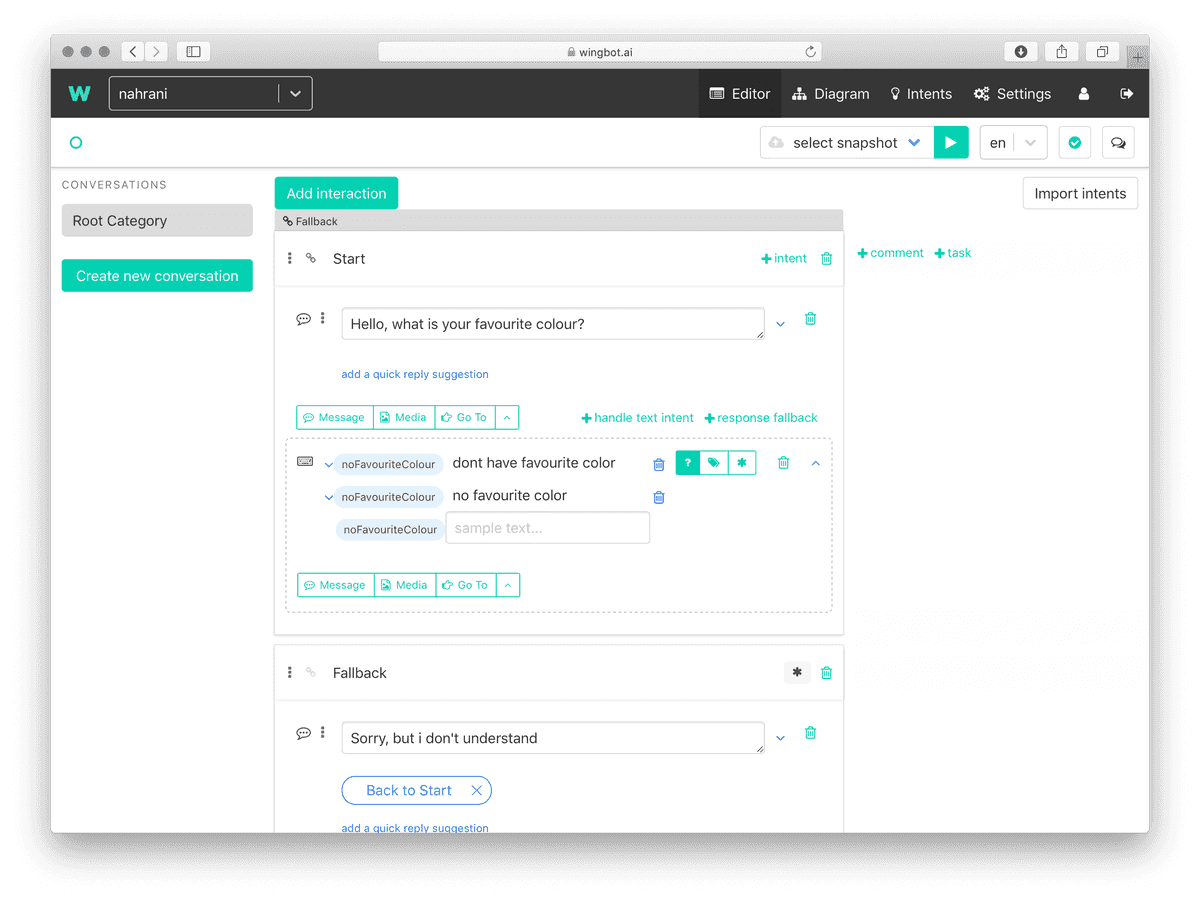 wingbot.ai
W nahrani Editor Diagram Intents Settings
select snapshot en
CONVERSATIONS
Root Category
Create new conversation
Add interaction
Import intents
Fallback
Start +intent
+comment +task
Hello, what is your favourite colour?
add a quick reply suggestion
Message Media Go To +handle text intent +response fallback
noFavouriteColour dont have favourite color ? *
noFavouriteColour no favourite color
noFavouriteColour sample text...
Message Media Go To
Fallback *
Sorry, but i don't understand
Back to Start
add a quick reply suggestion